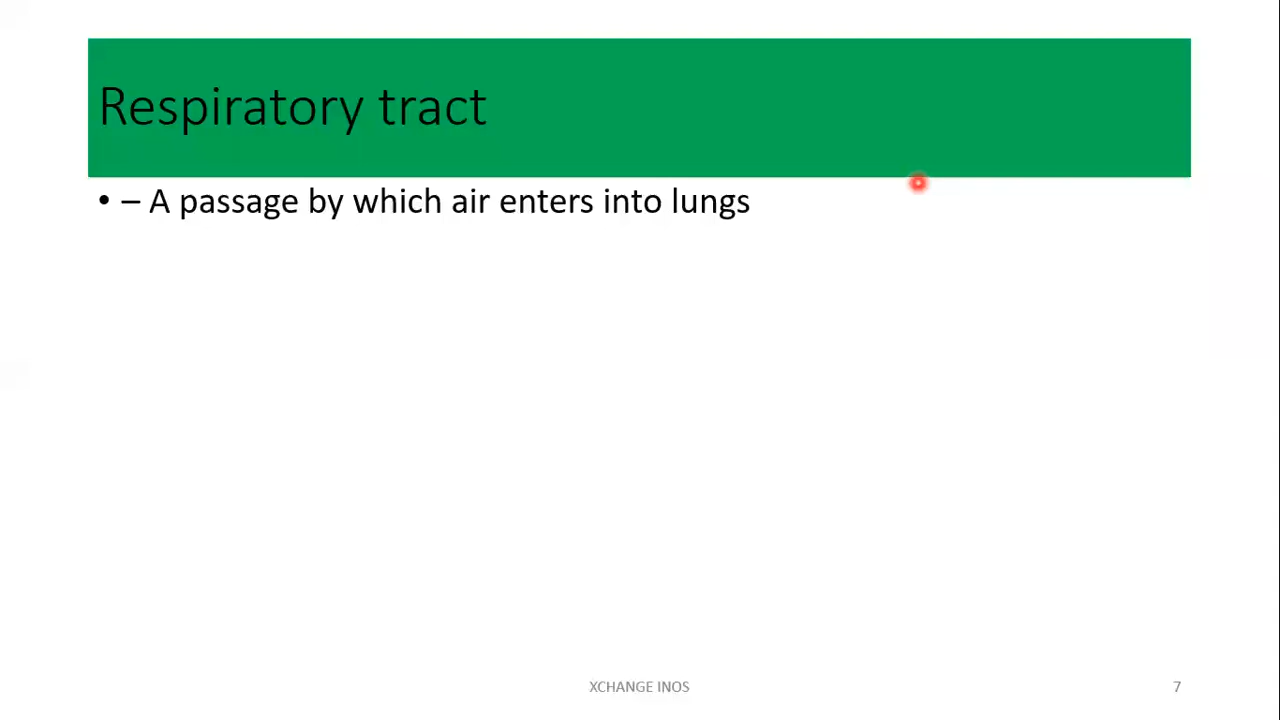 Respiratory tract
• – A passage by which air enters into lungs
XCHANGE INOS
7